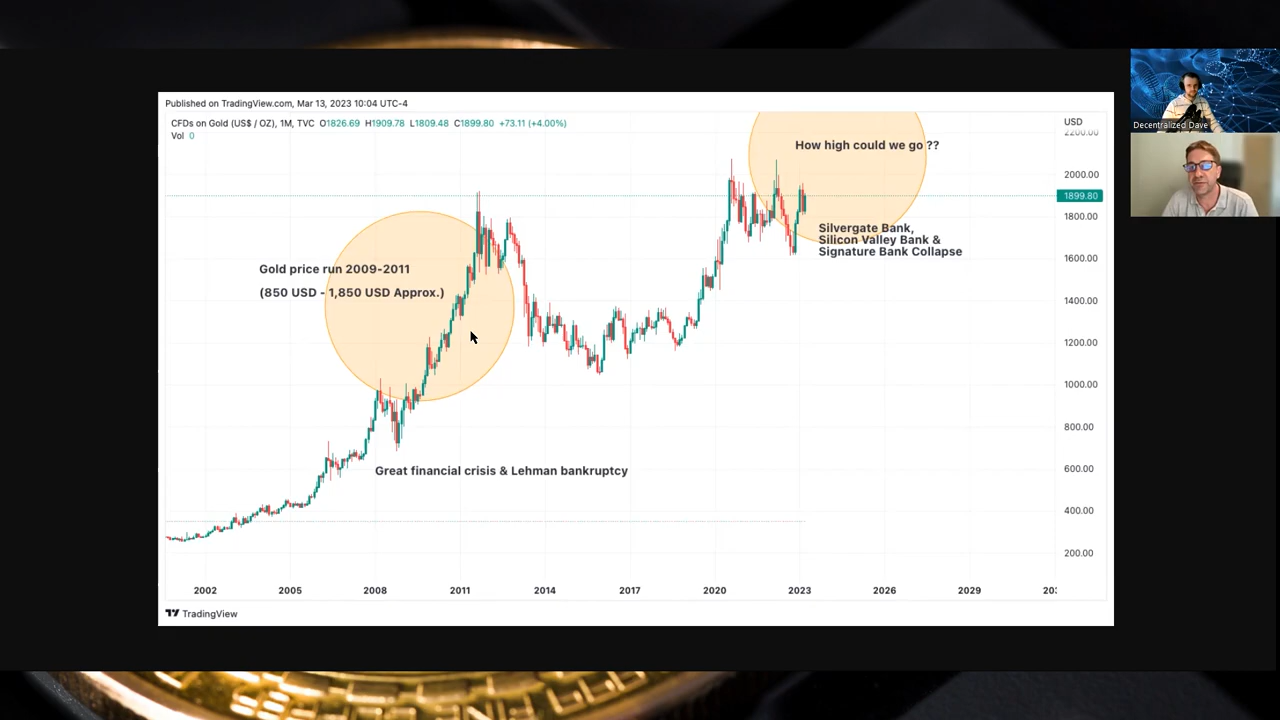 Published on TradingView.com, Mar 13, 2023 10:04 UTC-4
CFDs on Gold (US$ / OZ), 1M, TVC O1826.69 H1909.78 L1809.48 C1899.80 +73.11 (+4.00%)
Vol 0
USD
2200.00
2000.00
1899.80
1800.00
1600.00
1400.00
1200.00
1000.00
800.00
600.00
400.00
200.00
How high could we go ??
Silvergate Bank,
Silicon Valley Bank &
Signature Bank Collapse
Gold price run 2009-2011
(850 USD - 1,850 USD Approx.)
Great financial crisis & Lehman bankruptcy
2002 2005 2008 2011 2014 2017 2020 2023 2026 2029
TradingView
Decentralized Dave